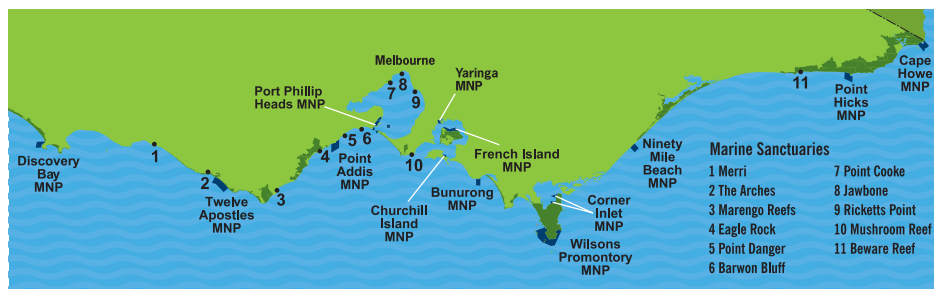 Melbourne
Yaringa
Port Phillip
Heads MNP
7
8
9
Cape
Howe
MNP
11
Point
Hicks
MNP
Discovery
Bay
MNP
1
2
Twelve
Apostles
MNP
3
4
5
6
Point
Addis
MNP
10
French Island
MNP
Churchill
Island
MNP
Bunurong
MNP
Corner
Inlet
MNP
Wilsons
Promontory
MNP
Ninety
Mile
Beach
MNP
Marine Sanctuaries
1 Merri
2 The Arches
3 Marengo Reefs
4 Eagle Rock
5 Point Danger
6 Barwon Bluff
7 Point Cooke
8 Jawbone
9 Ricketts Point
10 Mushroom Reef
11 Beware Reef